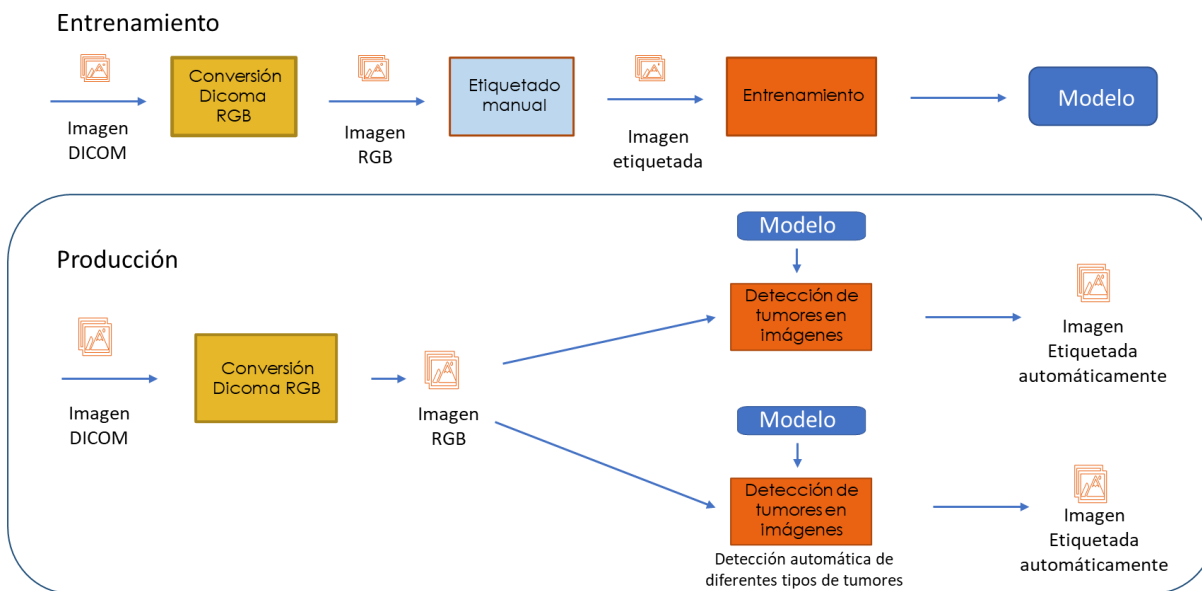 Entrenamiento
Conversión
Dicoma
RGB
Etiquetado
manual
Entrenamiento
Modelo
Imagen
DICOM
Imagen
RGB
Imagen
etiquetada
Producción
Modelo
Detección de
tumores en
imágenes
Imagen
Etiquetada
automáticamente
Conversión
Dicoma RGB
Imagen
DICOM
Imagen
RGB
Modelo
Detección de
tumores en
imágenes
Detección automática de
diferentes tipos de tumores
Imagen
Etiquetada
automáticamente